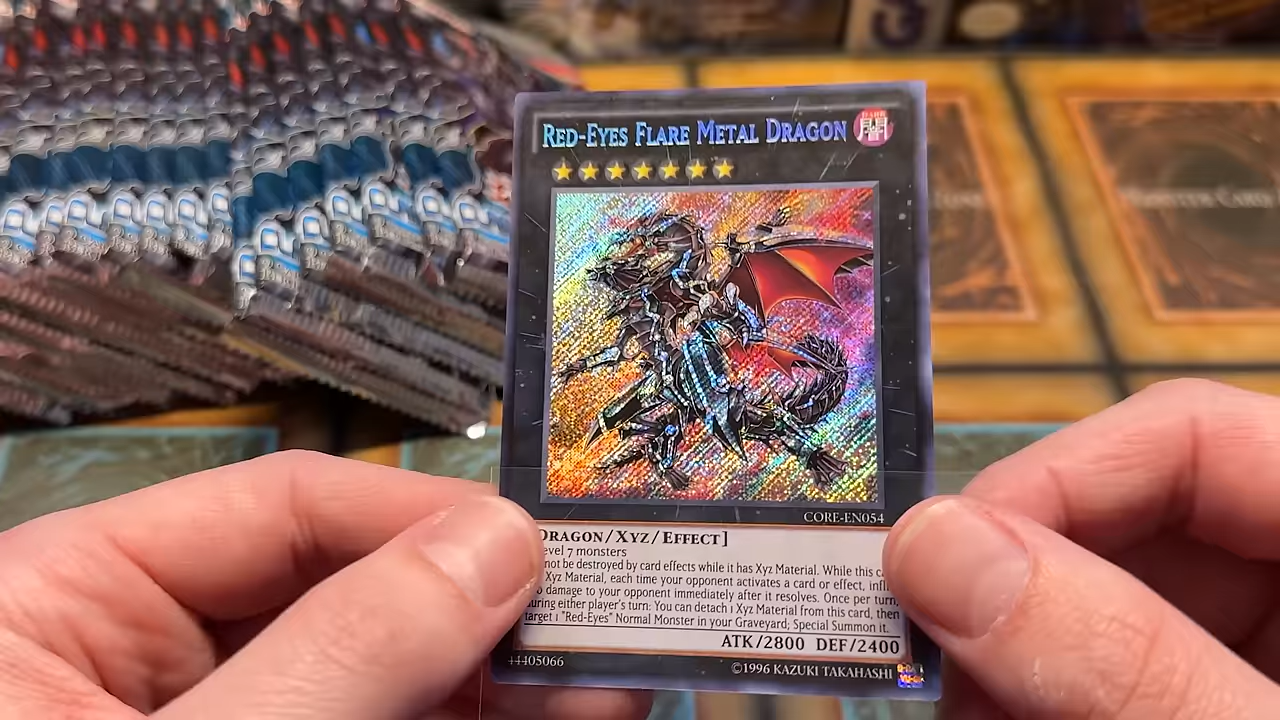 RED-EYES FLARE METAL DRAGON
DARK
闇
MONSTER CARD
CORE-EN054
DRAGON/XYZ/EFFECT]
evel 7 monsters
not be destroyed by card effects while it has Xyz Material. While this ca
Xyz Material, each time your opponent activates a card or effect, infli
damage to your opponent immediately after it resolves. Once per turn,
uring either player's turn: You can detach 1 Xyz Material from this card, then
target 1 "Red-Eyes" Normal Monster in your Graveyard; Special Summon it.
ATK/2800 DEF/2400
44405066
©1996 KAZUKI TAKAHASHI